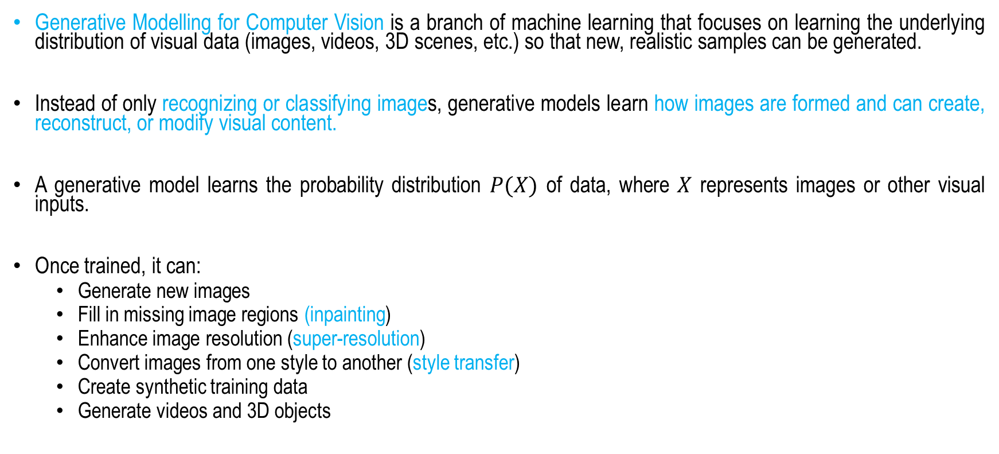 • Generative Modelling for Computer Vision is a branch of machine learning that focuses on learning the underlying
distribution of visual data (images, videos, 3D scenes, etc.) so that new, realistic samples can be generated.
• Instead of only recognizing or classifying images, generative models learn how images are formed and can create,
reconstruct, or modify visual content.
• A generative model learns the probability distribution P(X) of data, where X represents images or other visual
inputs.
• Once trained, it can:
• Generate new images
• Fill in missing image regions (inpainting)
• Enhance image resolution (super-resolution)
• Convert images from one style to another (style transfer)
• Create synthetic training data
• Generate videos and 3D objects